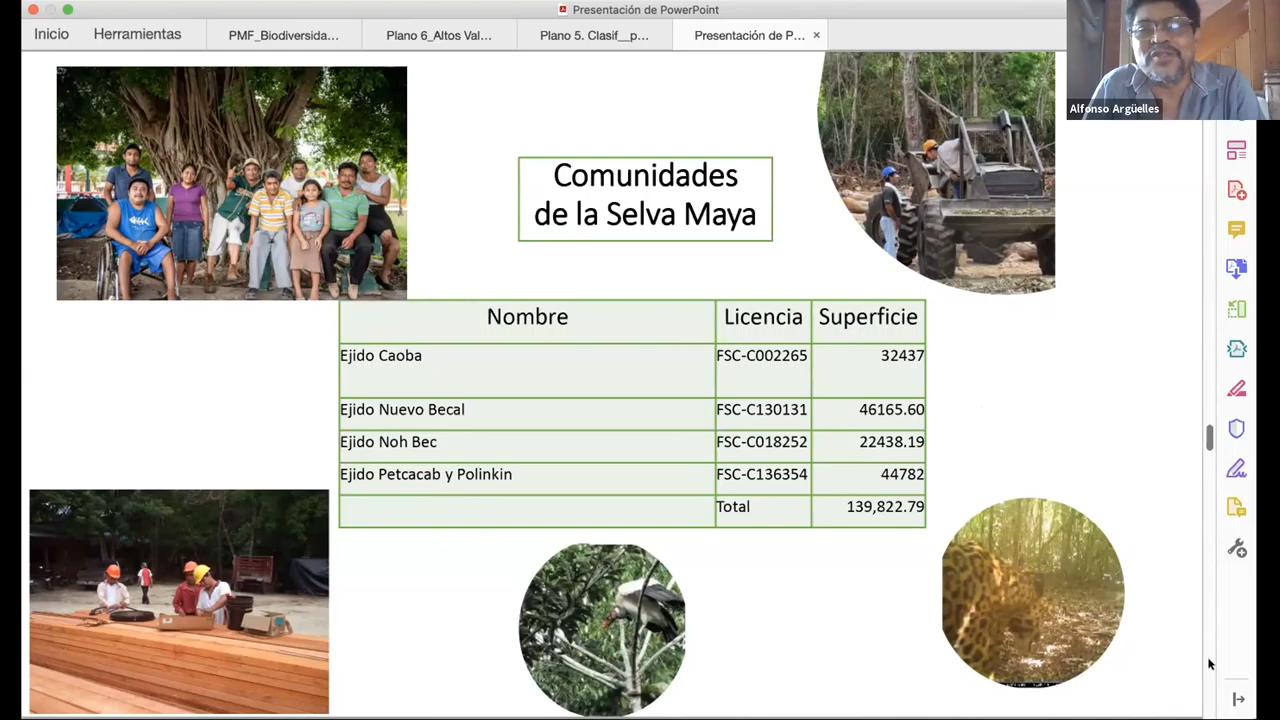 Presentación de PowerPoint
Inicio
Herramientas
PMF_Biodiversida...
Plano 6_Altos Val...
Plano 5. Clasif__p...
Presentación de P...
Alfonso Argüelles
Comunidades
de la Selva Maya
Nombre Licencia Superficie
Ejido Caoba FSC-C002265 32437
Ejido Nuevo Becal FSC-C130131 46165.60
Ejido Noh Bec FSC-C018252 22438.19
Ejido Petcacab y Polinkin FSC-C136354 44782
Total 139,822.79